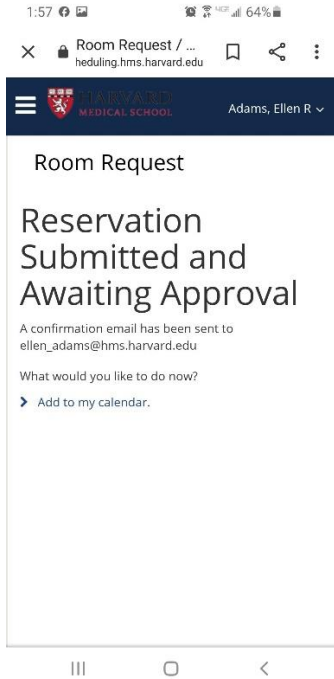 1:57 64%
Room Request / ...
heduling.hms.harvard.edu
HARVARD
MEDICAL SCHOOL
Adams, Ellen R
Room Request
Reservation
Submitted and
Awaiting Approval
A confirmation email has been sent to
ellen_adams@hms.harvard.edu
What would you like to do now?
Add to my calendar.